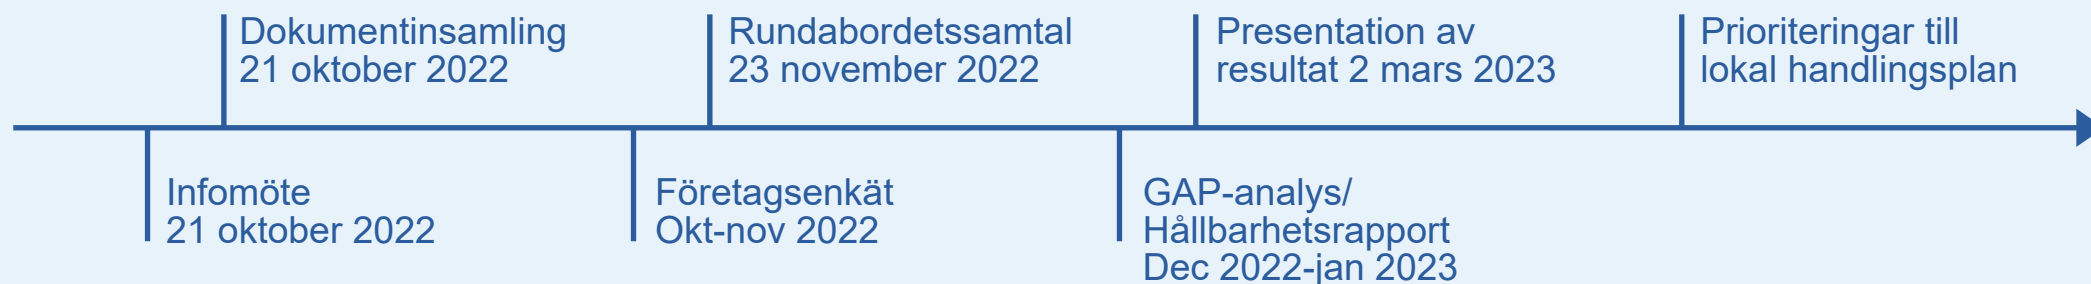 Dokumentinsamling
21 oktober 2022
Rundabordetssamtal
23 november 2022
Presentation av
resultat 2 mars 2023
Prioriteringar till
lokal handlingsplan
Infomöte
21 oktober 2022
Företagsenkät
Okt-nov 2022
GAP-analys/
Hållbarhetsrapport
Dec 2022-jan 2023